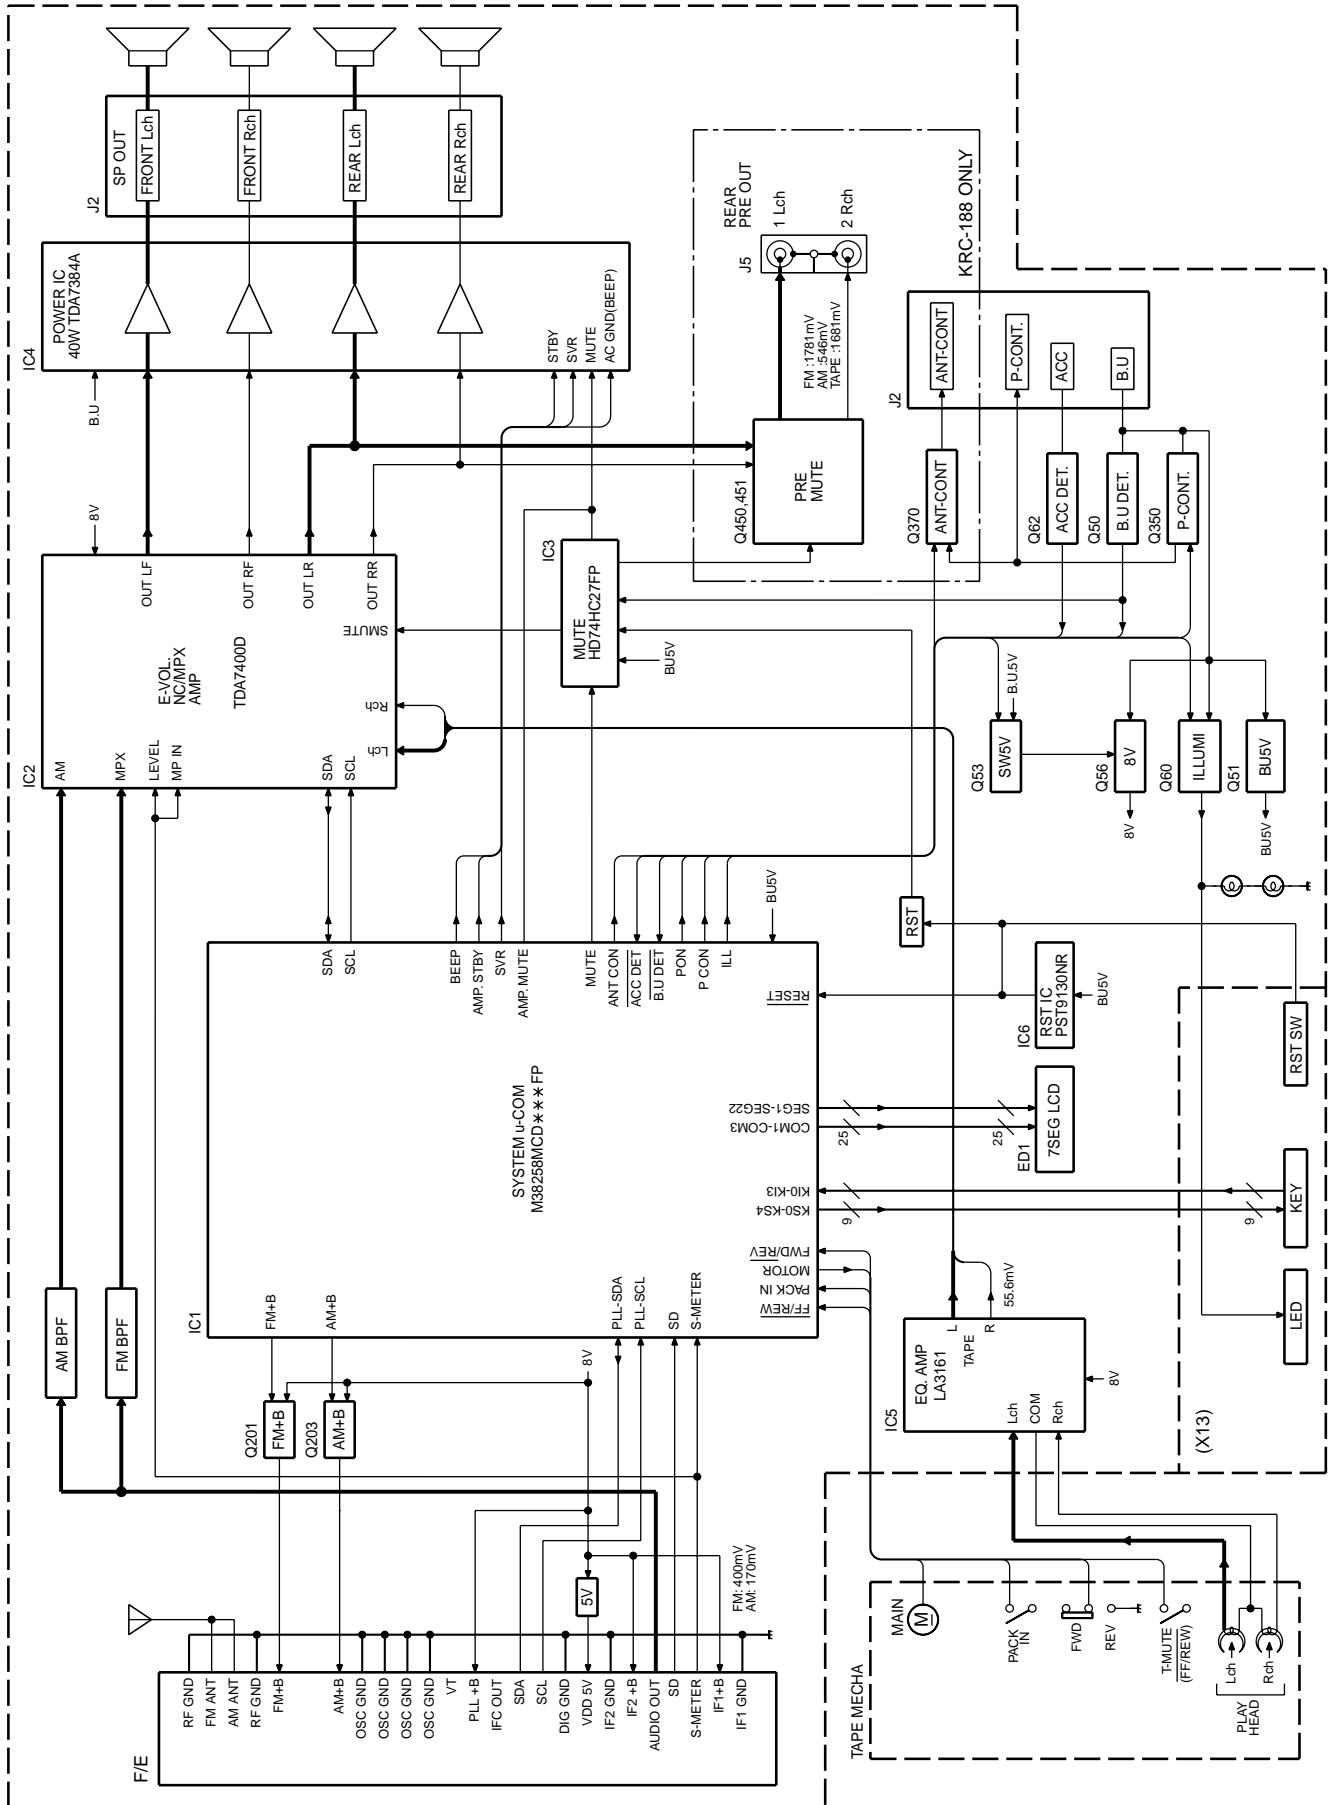 SP OUT
J2
FRONT Lch
FRONT Rch
REAR Lch
REAR Rch
IC4
POWER IC
40W TDA7384A
B.U
STBY
SVR
MUTE
AC GND(BEEP)
8V
IC2
E-VOL.
NC/MPX
AMP
TDA7400D
AM
MPX
LEVEL
MP IN
SDA
SCL
Lch
Rch
SMUTE
OUT LF
OUT RF
OUT LR
OUT RR
REAR
PRE OUT
J5
1 Lch
2 Rch
KRC-188 ONLY
FM :1781mV
AM :546mV
TAPE :1681mV
Q450,451
PRE
MUTE
IC3
MUTE
HD74HC27FP
BU5V
J2
ANT-CONT
P-CONT.
ACC
B.U
Q370
ANT-CONT
Q62
ACC DET.
Q50
B.U DET.
Q350
P-CONT.
B.U.5V
Q53
SW5V
Q56
8V
Q60
ILLUMI
Q51
BU5V
8V
BU5V
RST
IC6
RST IC
PST9130NR
BU5V
RST SW
AM BPF
FM BPF
IC1
SYSTEM u-COM
M38258MCD✳✳✳FP
FM+B
AM+B
PLL-SDA
PLL-SCL
SD
S-METER
SDA
SCL
BEEP
AMP. STBY
SVR
AMP. MUTE
MUTE
ANT CON
ACC DET
B.U DET
PON
P CON
ILL
BU5V
RESET
SEG1-SEG22
COM1-COM3
KI0-KI3
KS0-KS4
FWD/REV
MOTOR
PACK IN
FF/REW
25
25
ED1
7SEG LCD
9
9
KEY
LED
(X13)
Q201
FM+B
Q203
AM+B
8V
5V
FM: 400mV
AM: 170mV
IC5
EQ. AMP
LA3161
TAPE
L
R
55.6mV
Lch
COM
Rch
8V
F/E
RF GND
FM ANT
AM ANT
RF GND
FM+B
AM+B
OSC GND
OSC GND
OSC GND
OSC GND
VT
PLL +B
IFC OUT
SDA
SCL
DIG GND
VDD 5V
IF2 GND
IF2 +B
AUDIO OUT
SD
S-METER
IF1+B
IF1 GND
TAPE MECHA
MAIN
M
PACK
IN
FWD
REV
T-MUTE
(FF/REW)
Lch
Rch
PLAY
HEAD